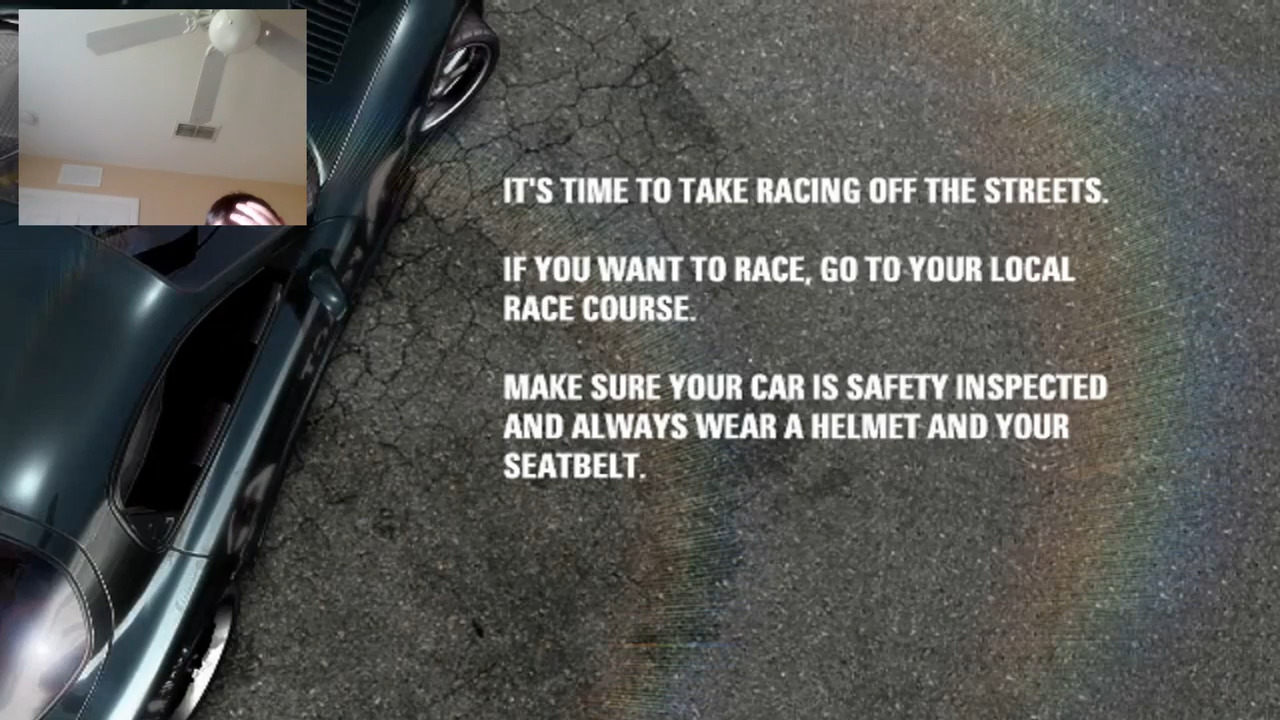 IT'S TIME TO TAKE RACING OFF THE STREETS.
IF YOU WANT TO RACE, GO TO YOUR LOCAL
RACE COURSE.
MAKE SURE YOUR CAR IS SAFETY INSPECTED
AND ALWAYS WEAR A HELMET AND YOUR
SEATBELT.